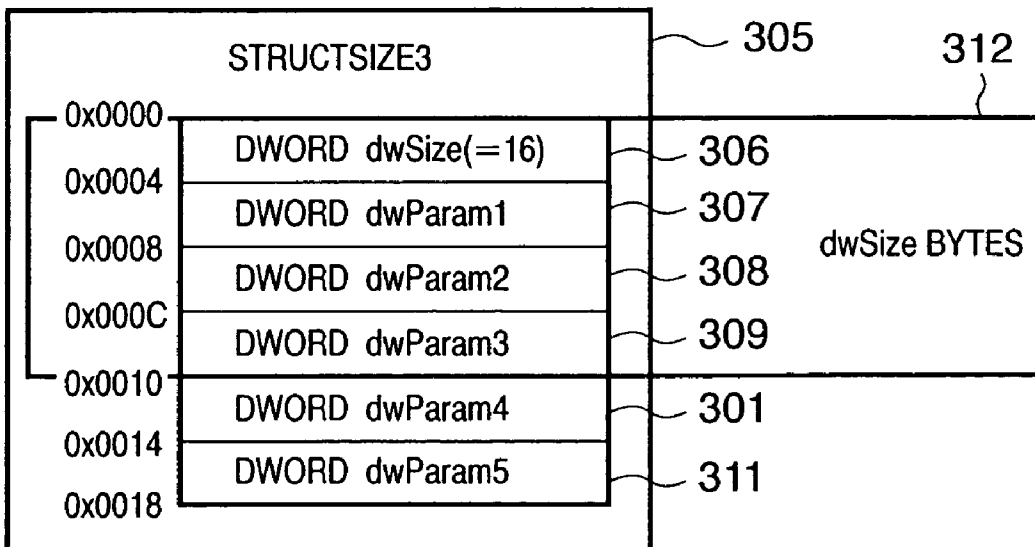 STRUCTSIZE3
305
312
0x0000
DWORD dwSize(=16)
306
0x0004
DWORD dwParam1
307
0x0008
DWORD dwParam2
308
dwSize BYTES
0x000C
DWORD dwParam3
309
0x0010
DWORD dwParam4
301
0x0014
DWORD dwParam5
311
0x0018